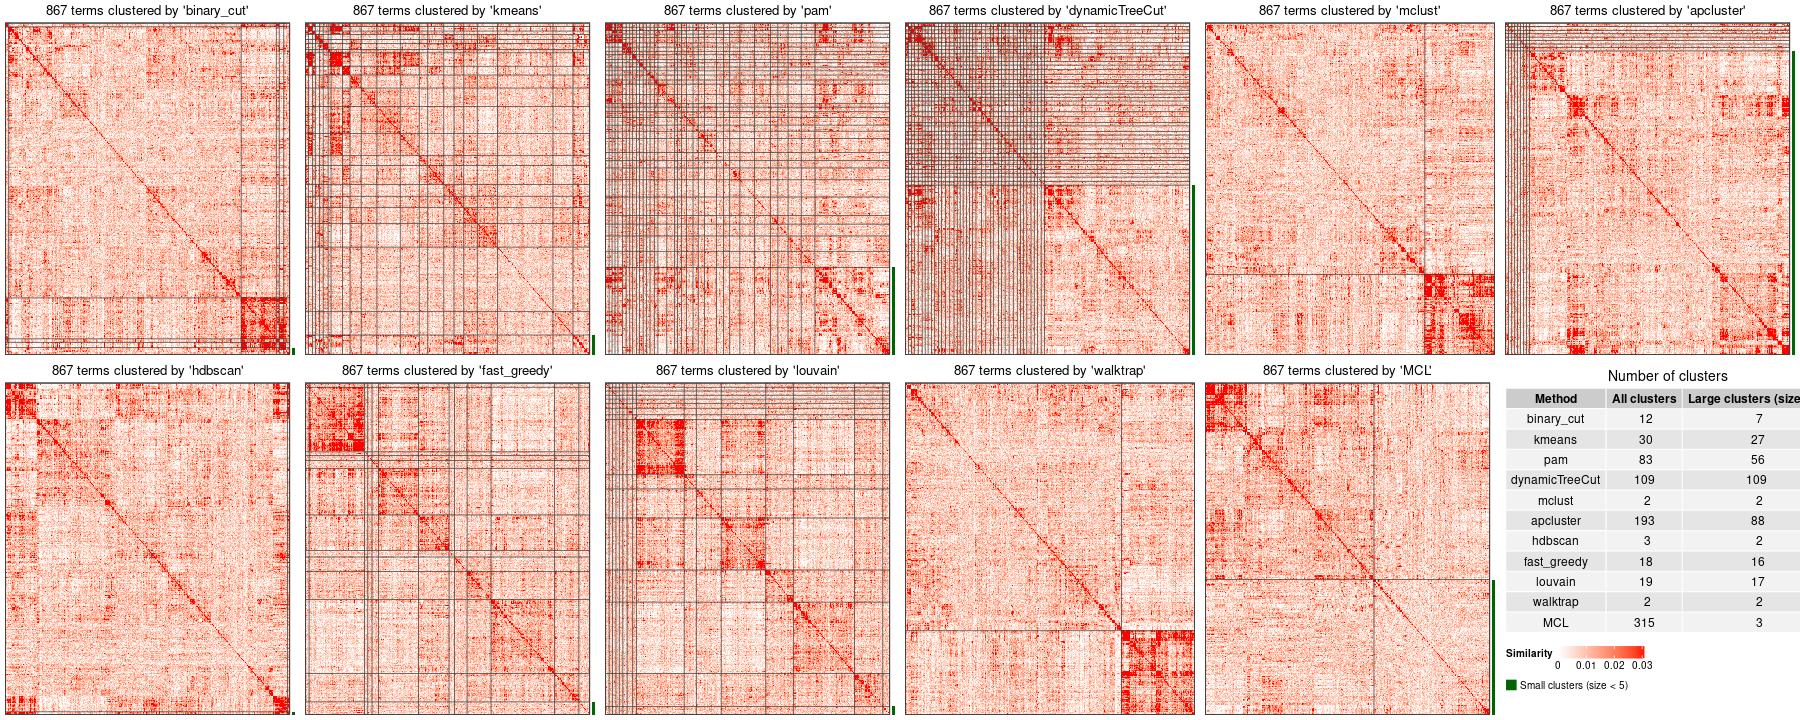 867 terms clustered by 'binary_cut'
867 terms clustered by 'kmeans'
867 terms clustered by 'pam'
867 terms clustered by 'dynamicTreeCut'
867 terms clustered by 'mclust'
867 terms clustered by 'apcluster'
867 terms clustered by 'hdbscan'
867 terms clustered by 'fast_greedy'
867 terms clustered by 'louvain'
867 terms clustered by 'walktrap'
867 terms clustered by 'MCL'
Number of clusters
Method All clusters Large clusters (size
binary_cut 12 7
kmeans 30 27
pam 83 56
dynamicTreeCut 109 109
mclust 2 2
apcluster 193 88
hdbscan 3 2
fast_greedy 18 16
louvain 19 17
walktrap 2 2
MCL 315 3
Similarity
0 0.01 0.02 0.03
Small clusters (size < 5)